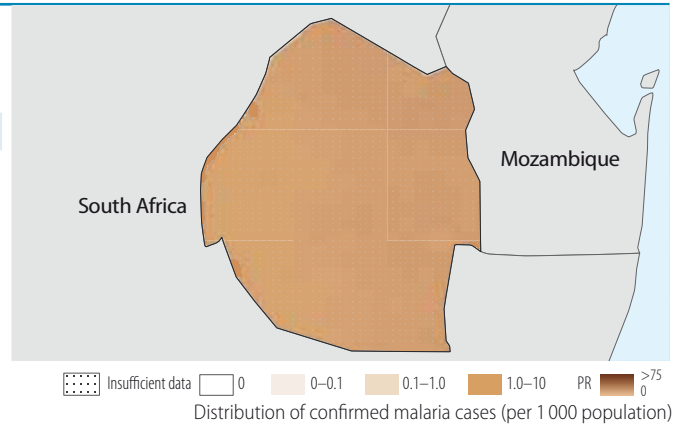 Mozambique
South Africa
Insufficient data 0 0–0.1 0.1–1.0 1.0–10 PR >75
0
Distribution of confirmed malaria cases (per 1 000 population)